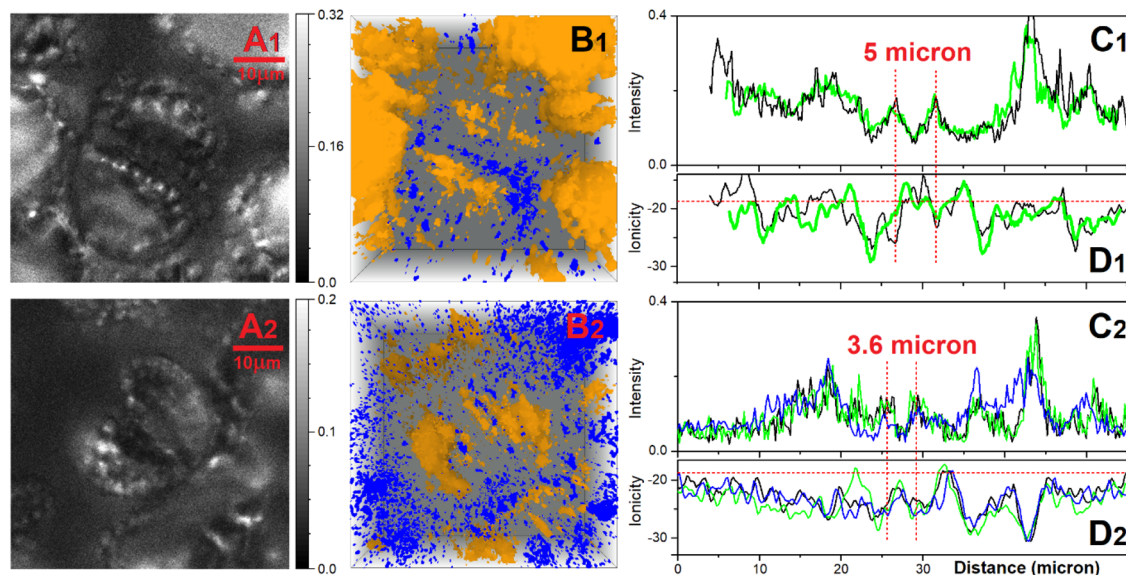 A1
10μm
0.32
0.16
0.0
B1
0.4
Intensity
0.0
5 micron
C1
Ionicity
-20
-30
D1
A2
10μm
0.2
0.1
0.0
B2
0.4
Intensity
0.0
3.6 micron
C2
Ionicity
-20
-30
D2
0 10 20 30 Distance (micron)